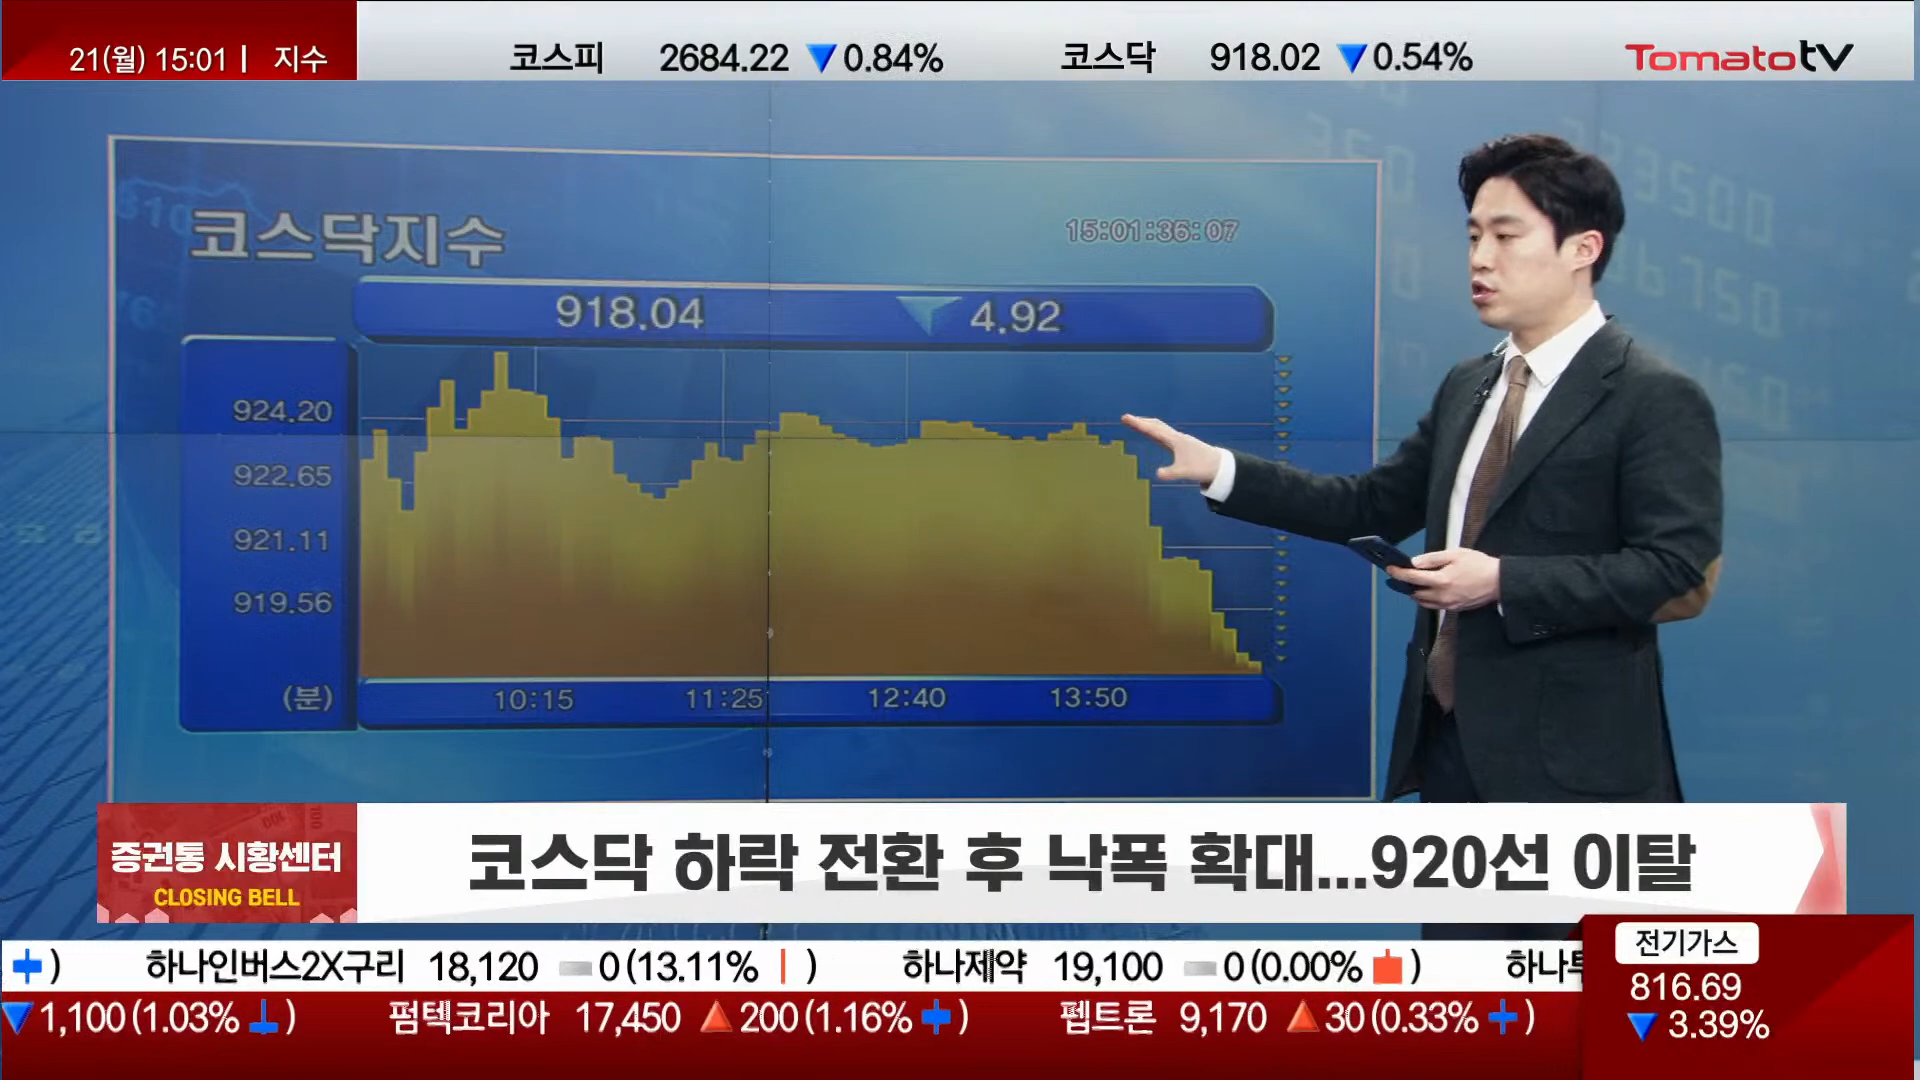 21(월) 15:01 | 지수
코스피 2684.22 ▼0.84% 코스닥 918.02 ▼0.54%
Tomatotv
코스닥지수
15:01:36:07
918.04 ▼ 4.92
924.20
922.65
921.11
919.56
(분) 10:15 11:25 12:40 13:50
증권통 시황센터
CLOSING BELL
코스닥 하락 전환 후 낙폭 확대...920선 이탈
) 하나인버스2X구리 18,120 0(13.11% ) 하나제약 19,100 0(0.00% ) 하나
▼1,100(1.03% ) 펌텍코리아 17,450 ▲200(1.16% ) 펩트론 9,170 ▲30(0.33% )
전기가스
816.69
▼ 3.39%